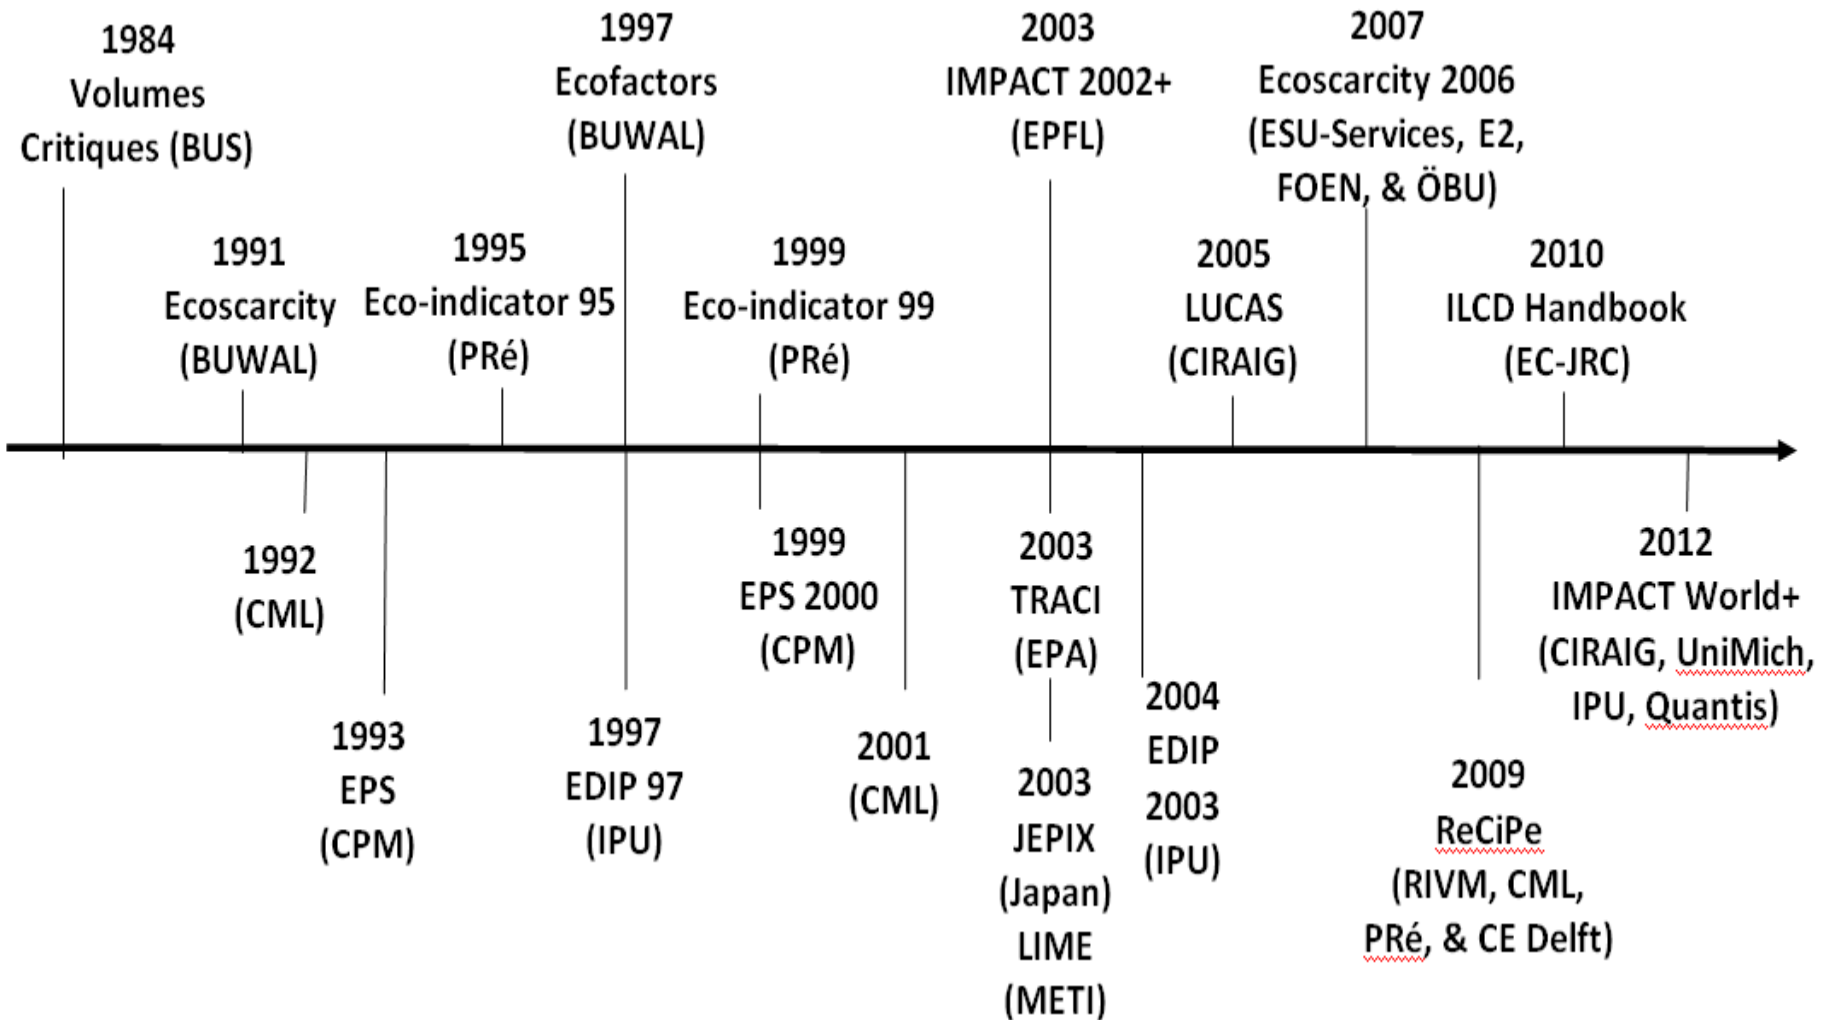 1984
Volumes
Critiques (BUS)
1997
Ecofactors
(BUWAL)
2003
IMPACT 2002+
(EPFL)
2007
Ecoscarcity 2006
(ESU-Services, E2,
FOEN, & ÖBU)
1991
Ecoscarcity
(BUWAL)
1995
Eco-indicator 95
(PRé)
1999
Eco-indicator 99
(PRé)
2005
LUCAS
(CIRAIG)
2010
ILCD Handbook
(EC-JRC)
1992
(CML)
1993
EPS
(CPM)
1997
EDIP 97
(IPU)
1999
EPS 2000
(CPM)
2001
(CML)
2003
TRACI
(EPA)
2003
JEPIX
(Japan)
LIME
(METI)
2004
EDIP
2003
(IPU)
2009
ReCiPe
(RIVM, CML,
PRé, & CE Delft)
2012
IMPACT World+
(CIRAIG, UniMich,
IPU, Quantis)